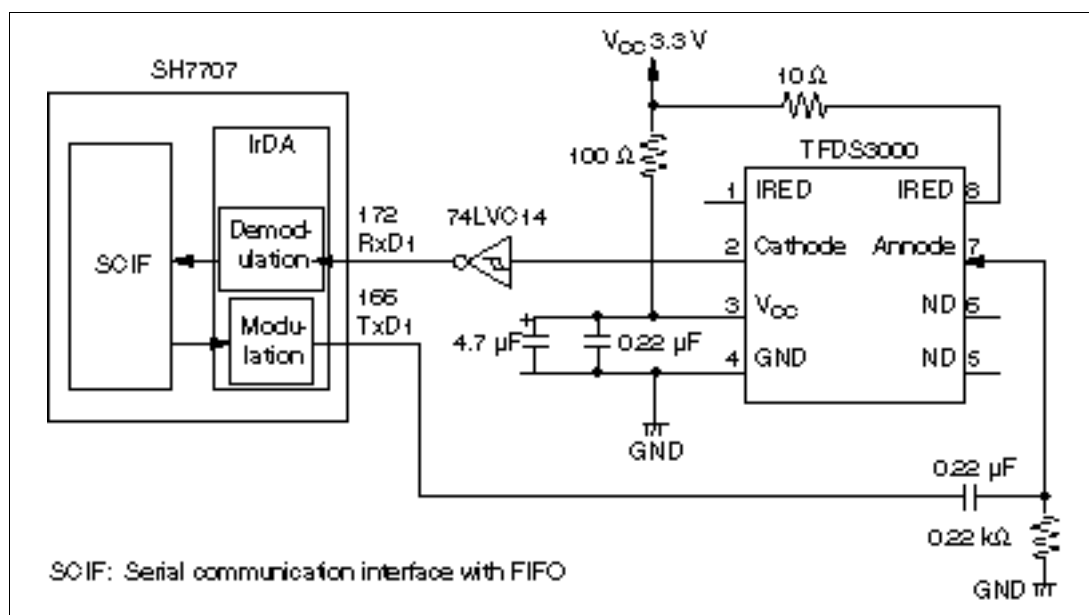 VCC 3.3 V
SH7707
10 Ω
IrDA
100 Ω
TFDS3000
1 IRED IRED 8
172
RxD1
74LVC14
Demod-
ulation
2 Cathode Annode 7
SCIF
166
TxD1
3 VCC ND 6
Modu-
lation
+
4.7 µF
0.22 µF
4 GND ND 5
GND
0.22 µF
0.22 kΩ
SCIF: Serial communication interface with FIFO
GND